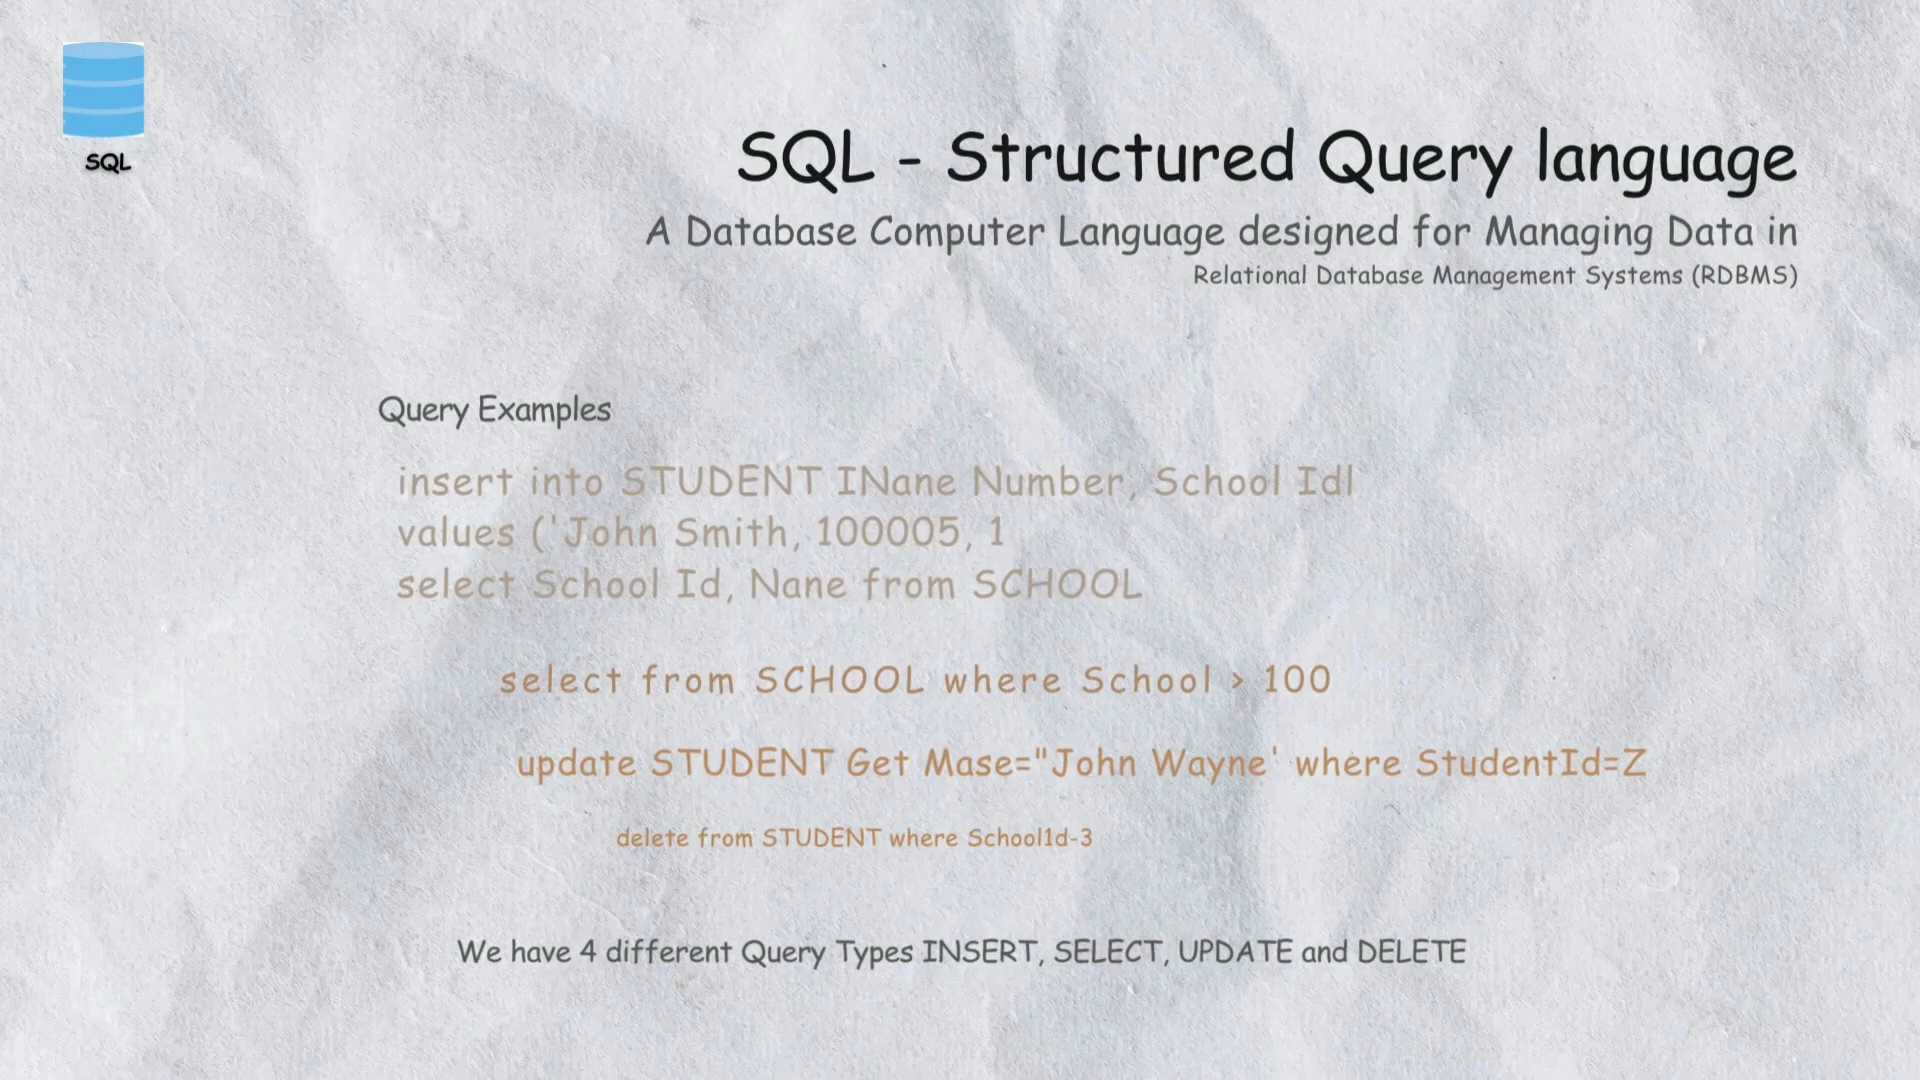 SQL
SQL - Structured Query language
A Database Computer Language designed for Managing Data in
Relational Database Management Systems (RDBMS)
Query Examples
insert into STUDENT INane Number, School Idl
values ('John Smith, 100005, 1
select School Id, Nane from SCHOOL
select from SCHOOL where School > 100
update STUDENT Get Mase="John Wayne' where StudentId=Z
delete from STUDENT where School1d-3
We have 4 different Query Types INSERT, SELECT, UPDATE and DELETE